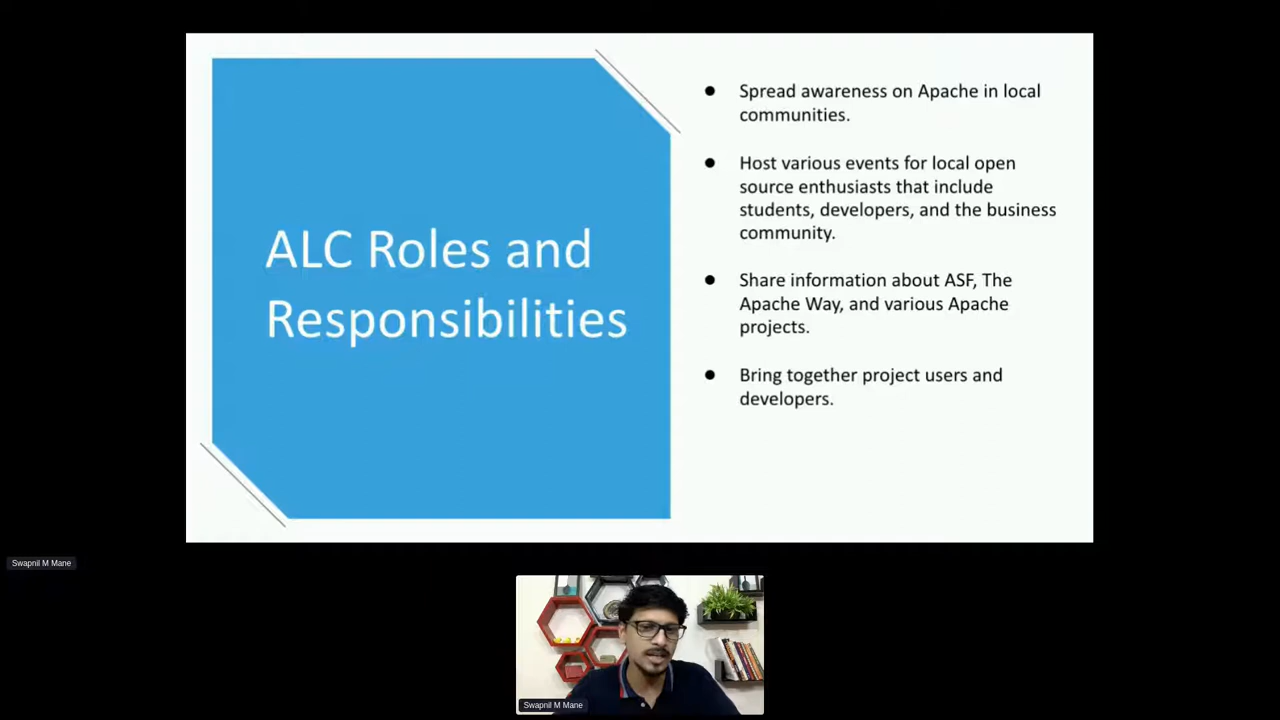 ALC Roles and
Responsibilities
● Spread awareness on Apache in local
communities.
● Host various events for local open
source enthusiasts that include
students, developers, and the business
community.
● Share information about ASF, The
Apache Way, and various Apache
projects.
● Bring together project users and
developers.
Swapnil M Mane
Swapnil M Mane